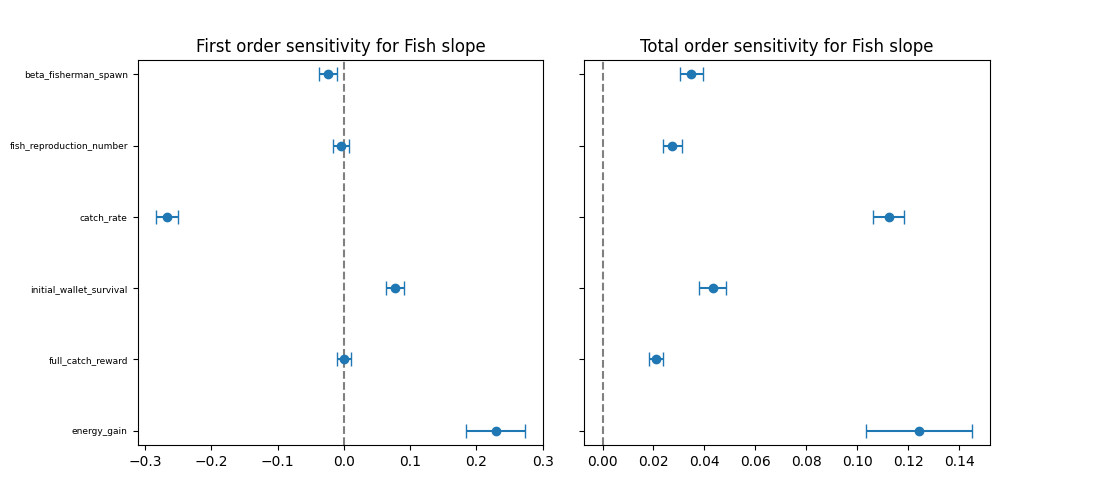 First order sensitivity for Fish slope
Total order sensitivity for Fish slope
beta_fisherman_spawn
fish_reproduction_number
catch_rate
initial_wallet_survival
full_catch_reward
energy_gain
−0.3 −0.2 −0.1 0.0 0.1 0.2 0.3
0.00 0.02 0.04 0.06 0.08 0.10 0.12 0.14